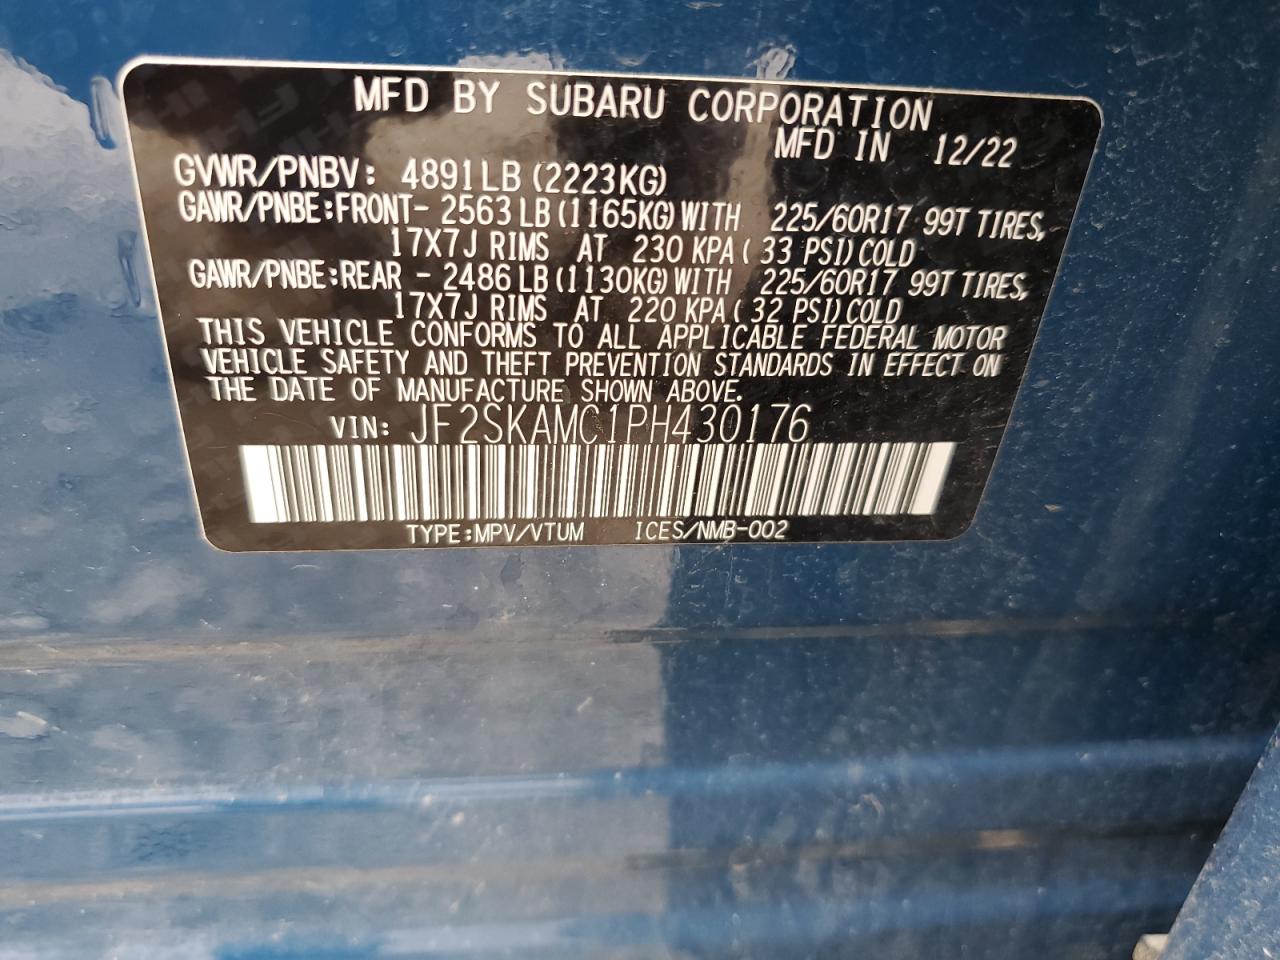 MFD BY SUBARU CORPORATION
MFD IN 12/22
GVWR/PNBV: 4891LB (2223KG)
GAWR/PNBE:FRONT- 2563LB (1165KG) WITH 225/60R17 99T TIRES,
17X7J RIMS AT 230 KPA ( 33 PSI) COLD
GAWR/PNBE:REAR - 2486LB (1130KG) WITH 225/60R17 99T TIRES,
17X7J RIMS AT 220 KPA ( 32 PSI) COLD
THIS VEHICLE CONFORMS TO ALL APPLICABLE FEDERAL MOTOR
VEHICLE SAFETY AND THEFT PREVENTION STANDARDS IN EFFECT ON
THE DATE OF MANUFACTURE SHOWN ABOVE.
VIN: JF2SKAMC1PH430176
TYPE:MPV/VTUM ICES/NMB-002